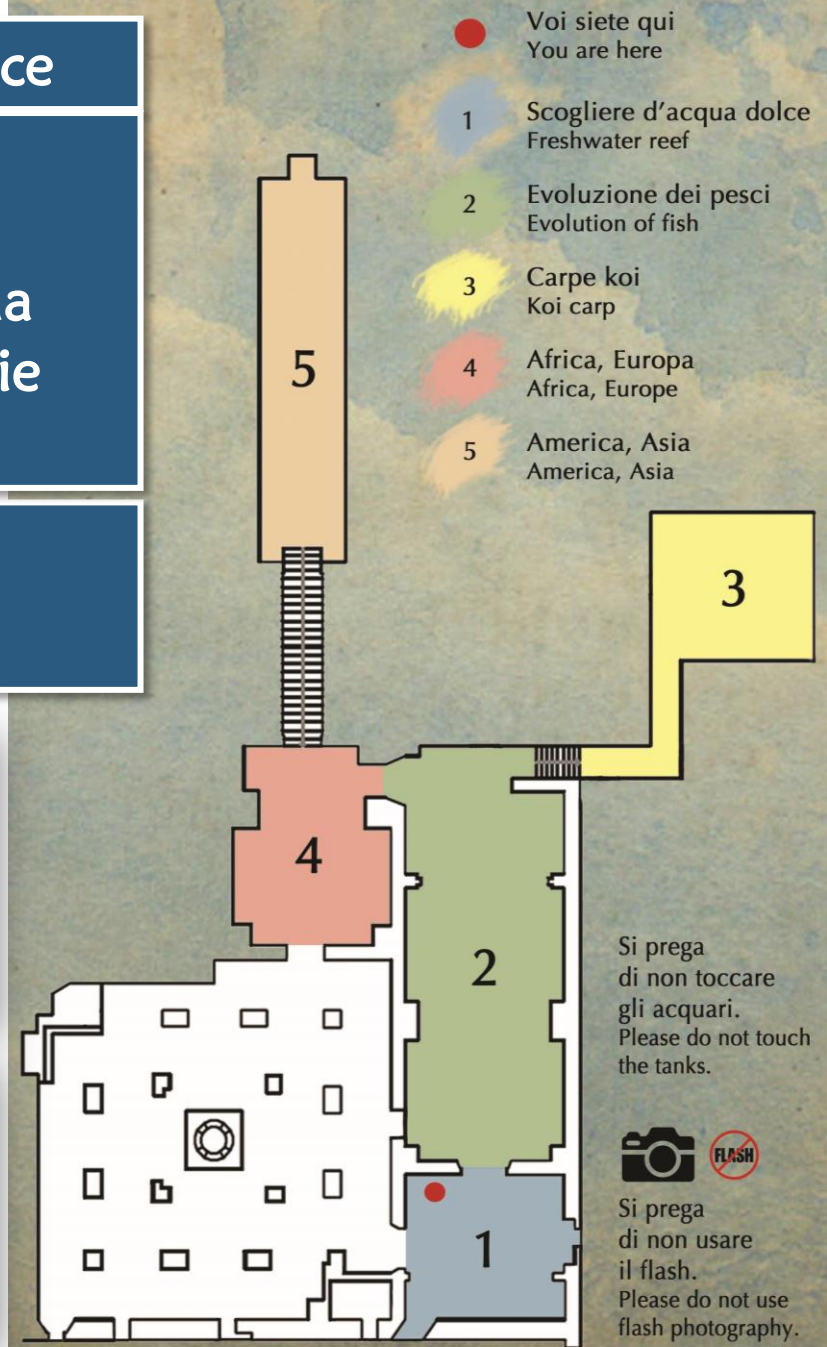 ce
Voi siete qui
You are here
1
Scogliere d'acqua dolce
Freshwater reef
2
Evoluzione dei pesci
Evolution of fish
3
Carpe koi
Koi carp
4
Africa, Europa
Africa, Europe
5
America, Asia
America, Asia
ie
5
3
4
2
1
Si prega
di non toccare
gli acquari.
Please do not touch
the tanks.
FLASH
Si prega
di non usare
il flash.
Please do not use
flash photography.